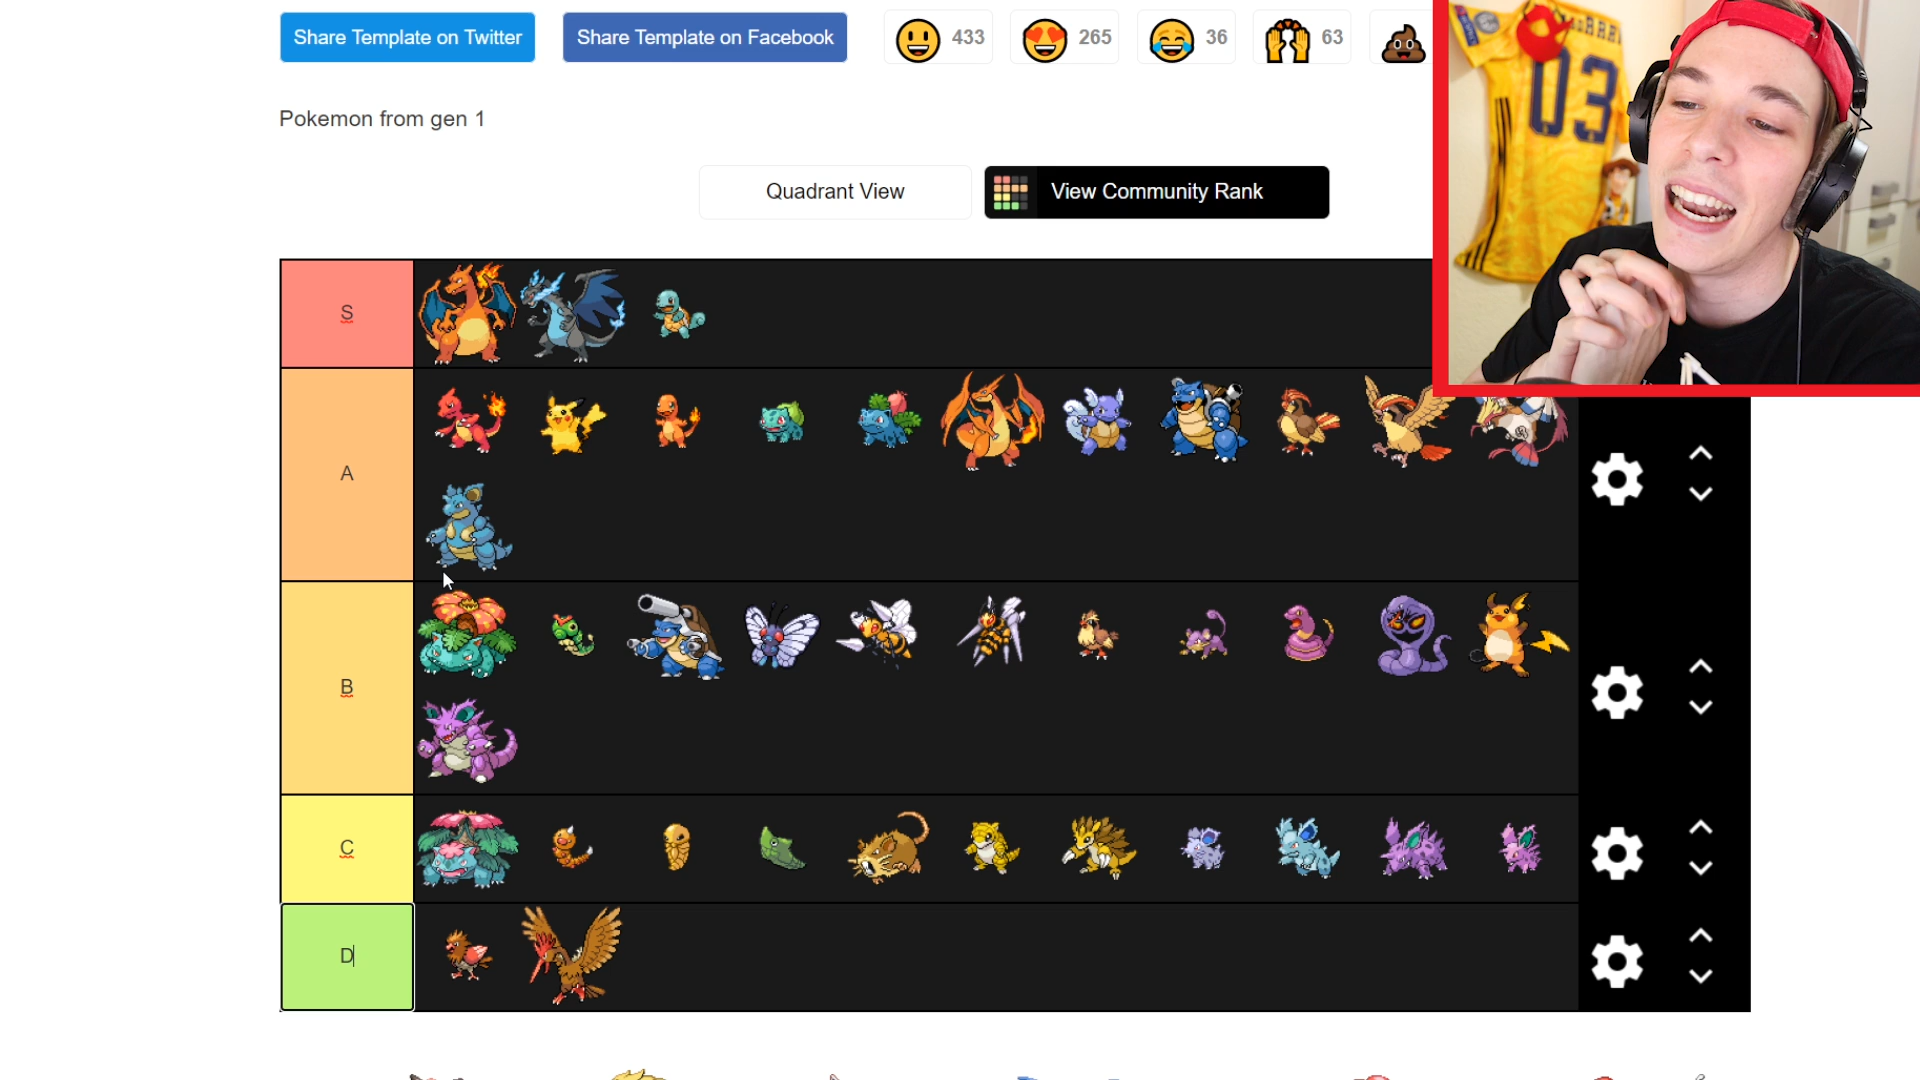 Share Template on Twitter
Share Template on Facebook
433
265
36
63
Pokemon from gen 1
Quadrant View
View Community Rank
03
S
A
B
C
D